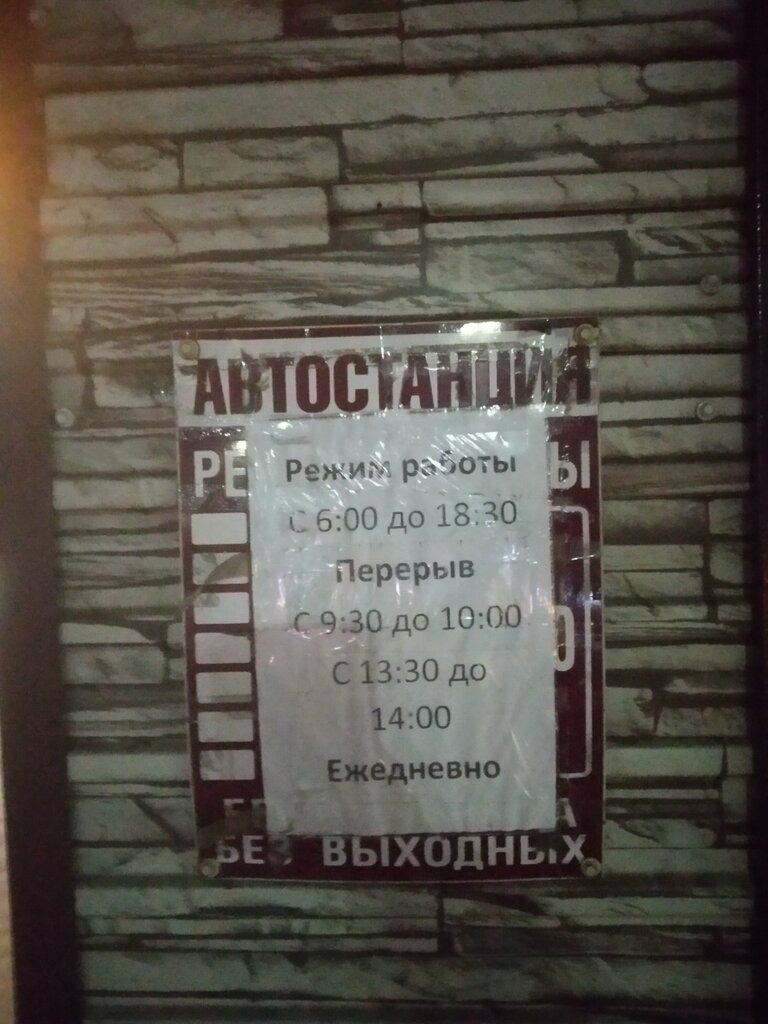 АВТОСТАНЦИЯ
Режим работы
С 6:00 до 18:30
Перерыв
С 9:30 до 10:00
С 13:30 до
14:00
Ежедневно
БЕЗ ВЫХОДНЫХ